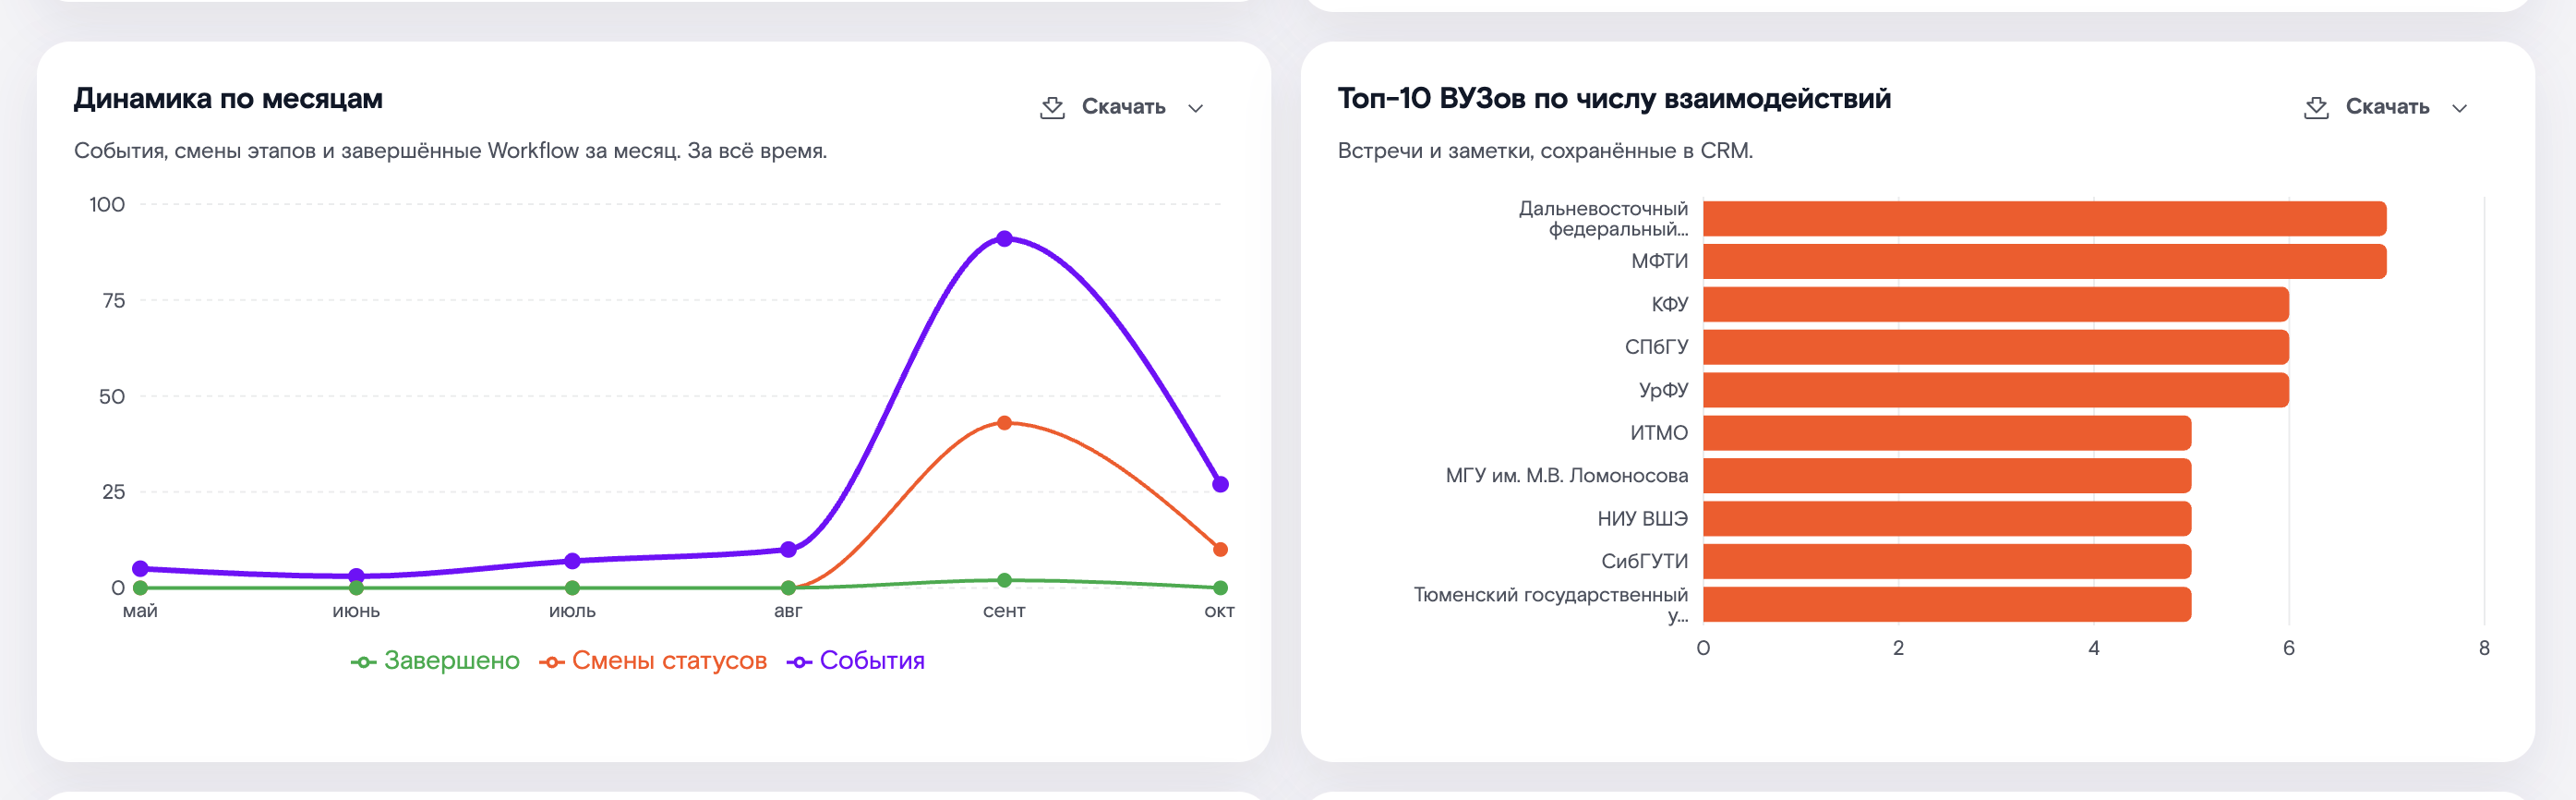 Динамика по месяцам
Скачать
События, смены этапов и завершённые Workflow за месяц. За всё время.
100
75
50
25
0
май июнь июль авг сент окт
Завершено Смены статусов События
Топ-10 ВУЗов по числу взаимодействий
Скачать
Встречи и заметки, сохранённые в CRM.
Дальневосточный
федеральный...
МФТИ
КФУ
СПбГУ
УрФУ
ИТМО
МГУ им. М.В. Ломоносова
НИУ ВШЭ
СибГУТИ
Тюменский государственный
у...
0 2 4 6 8